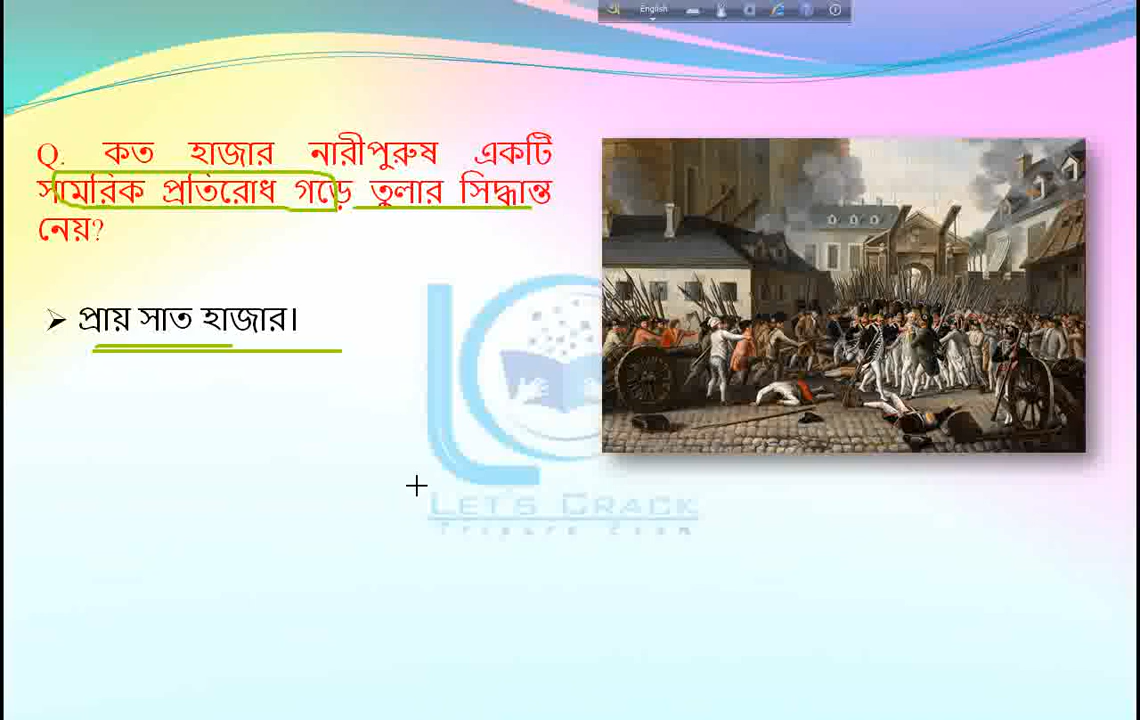 English
Q. কত হাজার নারীপুরুষ একটি
সামরিক প্রতিরোধ গড়ে তুলার সিদ্ধান্ত
নেয়?
➢ প্রায় সাত হাজার।
LET'S CRACK